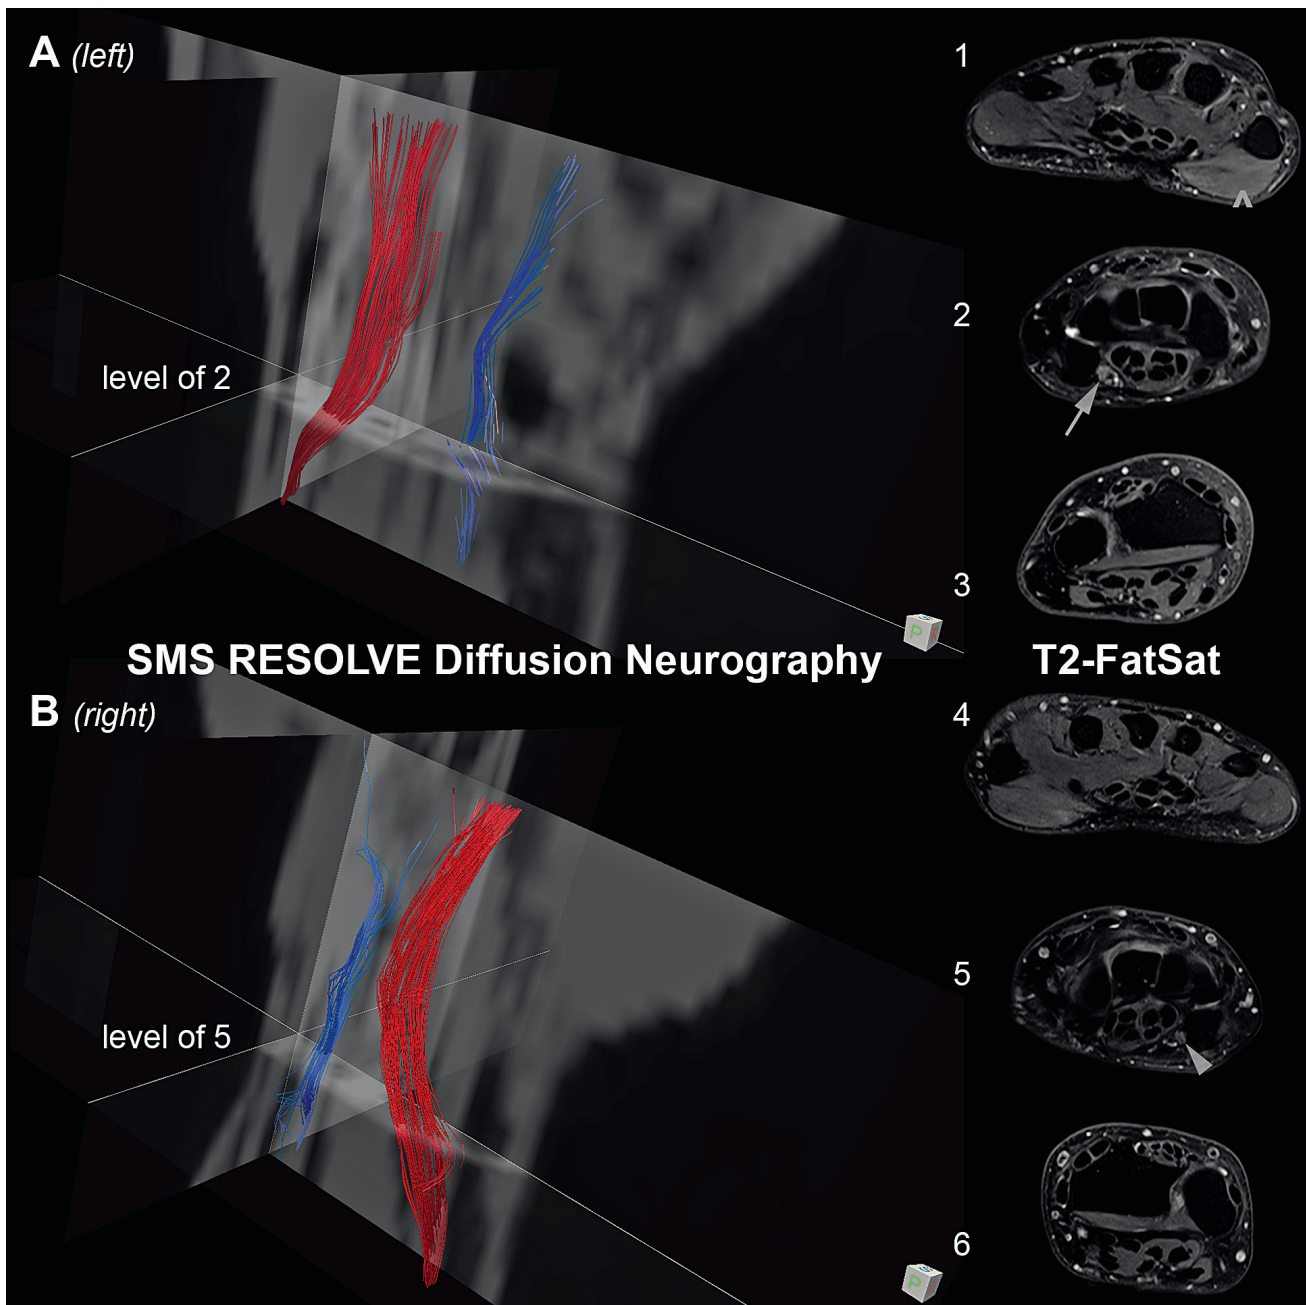 A (left)
1
2
level of 2
3
P
SMS RESOLVE Diffusion Neurography
T2-FatSat
B (right)
4
5
level of 5
6
P